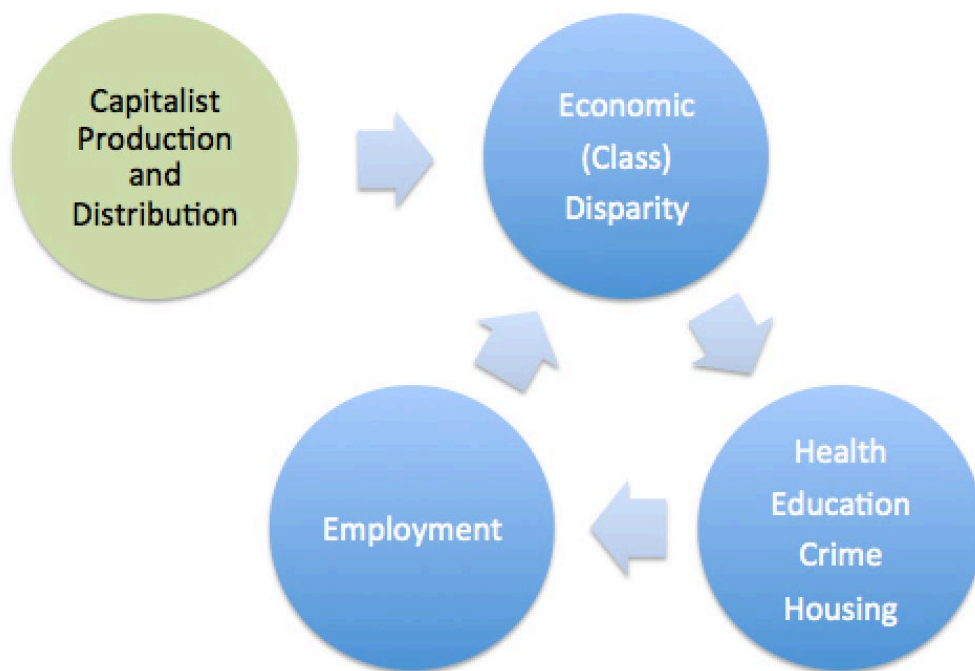 Capitalist
Production
and
Distribution
Economic
(Class)
Disparity
Health
Education
Crime
Housing
Employment